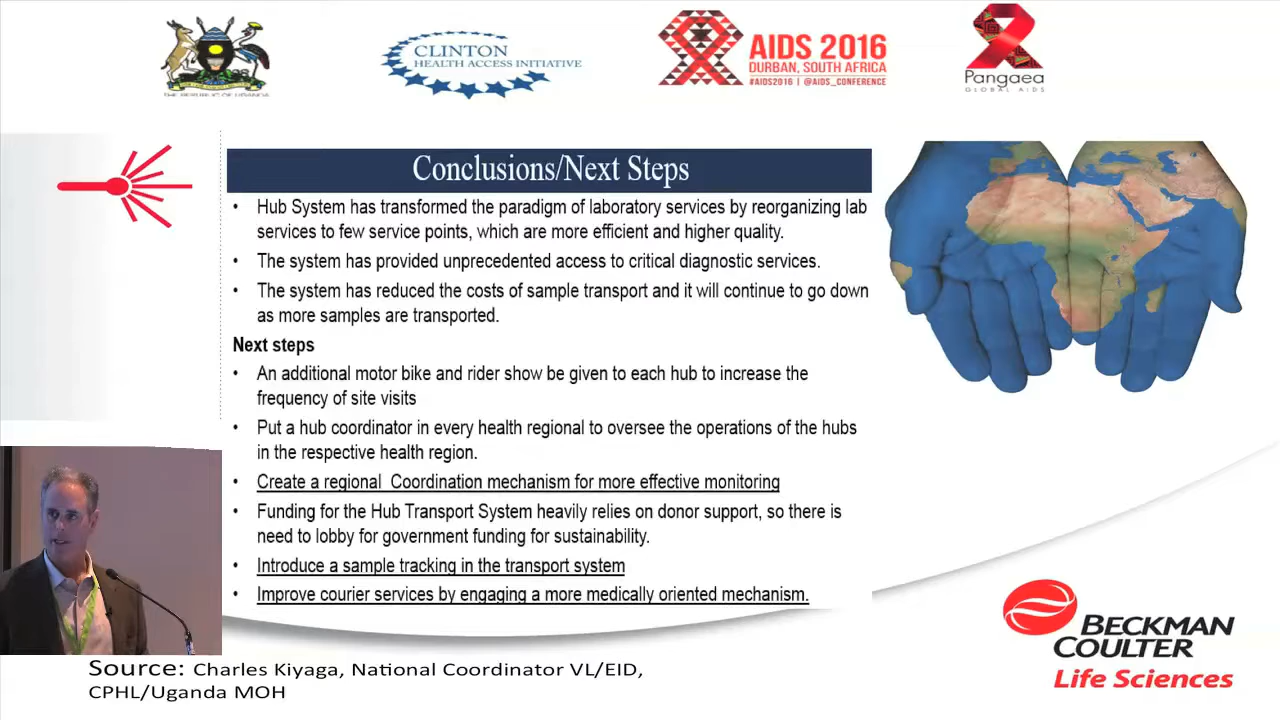 THE REPUBLIC OF UGANDA
CLINTON
HEALTH ACCESS INITIATIVE
AIDS 2016
DURBAN, SOUTH AFRICA
#AIDS2016 | @AIDS_CONFERENCE
Pangaea
GLOBAL AIDS
Conclusions/Next Steps
• Hub System has transformed the paradigm of laboratory services by reorganizing lab
services to few service points, which are more efficient and higher quality.
• The system has provided unprecedented access to critical diagnostic services.
• The system has reduced the costs of sample transport and it will continue to go down
as more samples are transported.
Next steps
• An additional motor bike and rider show be given to each hub to increase the
frequency of site visits
• Put a hub coordinator in every health regional to oversee the operations of the hubs
in the respective health region.
• Create a regional Coordination mechanism for more effective monitoring
• Funding for the Hub Transport System heavily relies on donor support, so there is
need to lobby for government funding for sustainability.
• Introduce a sample tracking in the transport system
• Improve courier services by engaging a more medically oriented mechanism.
BECKMAN
COULTER
Life Sciences
Source: Charles Kiyaga, National Coordinator VL/EID,
CPHL/Uganda MOH